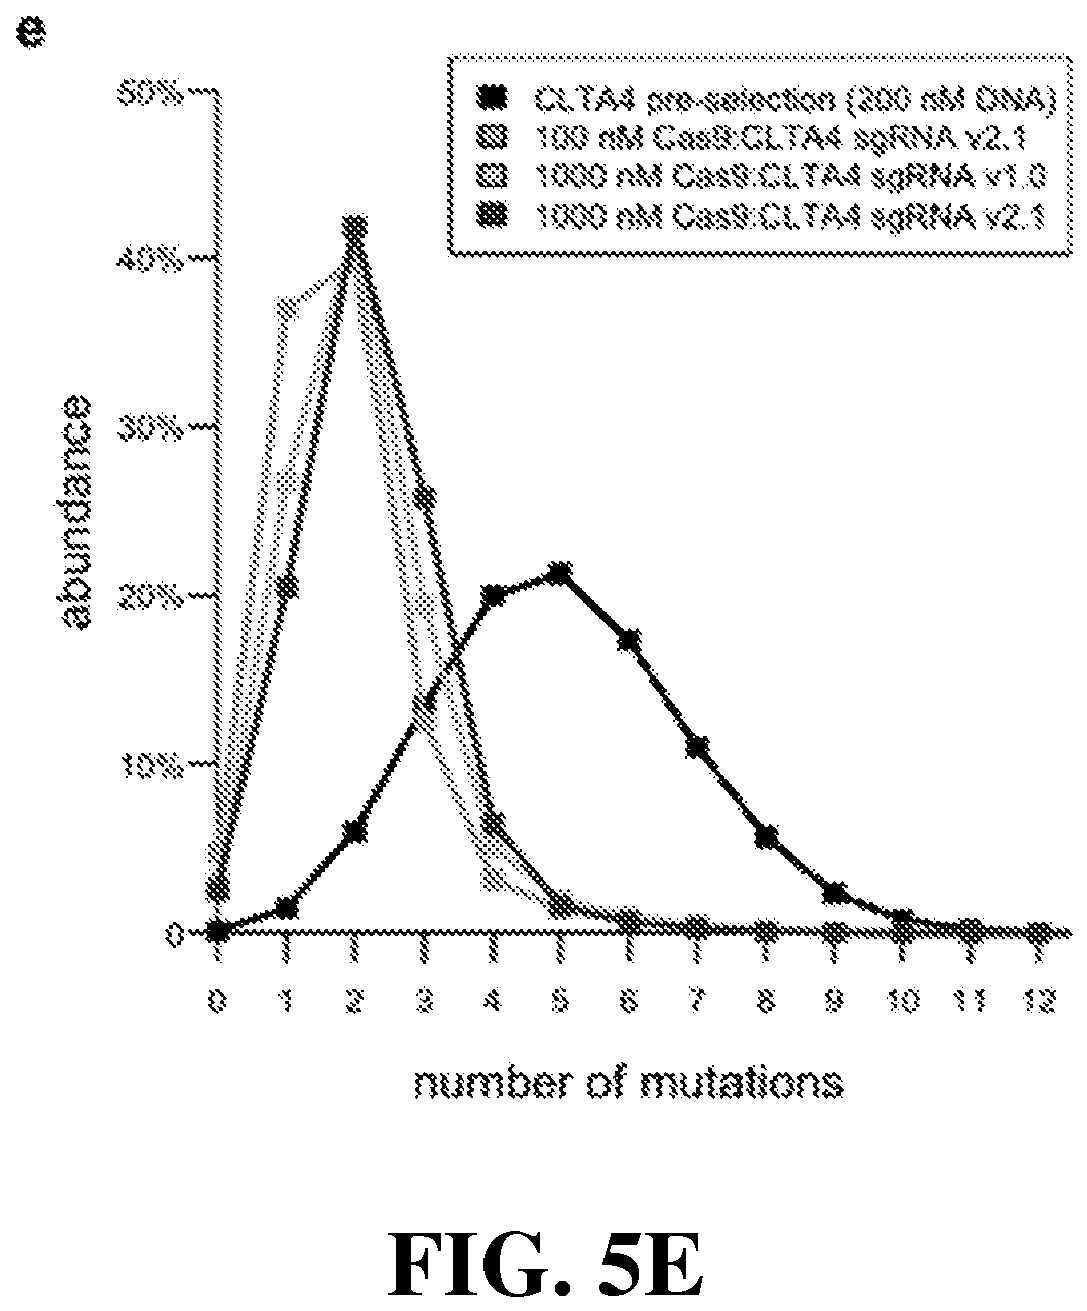 e
50%
40%
30%
20%
10%
0
abundance
CLTA4 pre-selection (200 nM DNA)
100 nM Cas9:CLTA4 sgRNA v2.1
1000 nM Cas9:CLTA4 sgRNA v1.0
1000 nM Cas9:CLTA4 sgRNA v2.1
0 1 2 3 4 5 6 7 8 9 10 11 12
number of mutations
FIG. 5E